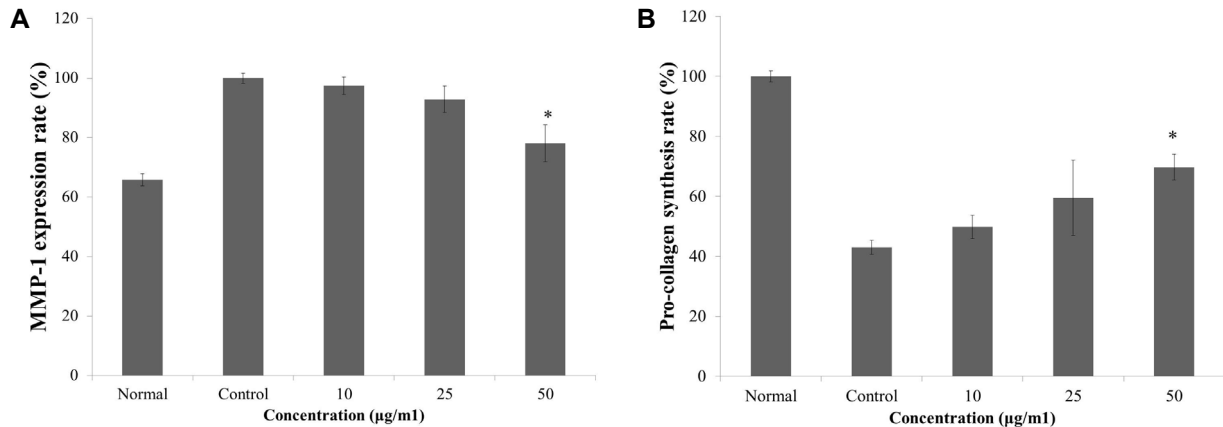 A
MMP-1 expression rate (%)
120
100
80
60
40
20
0
*
Normal Control 10 25 50
Concentration (μg/m1)
B
Pro-collagen synthesis rate (%)
120
100
80
60
40
20
0
*
Normal Control 10 25 50
Concentration (μg/m1)